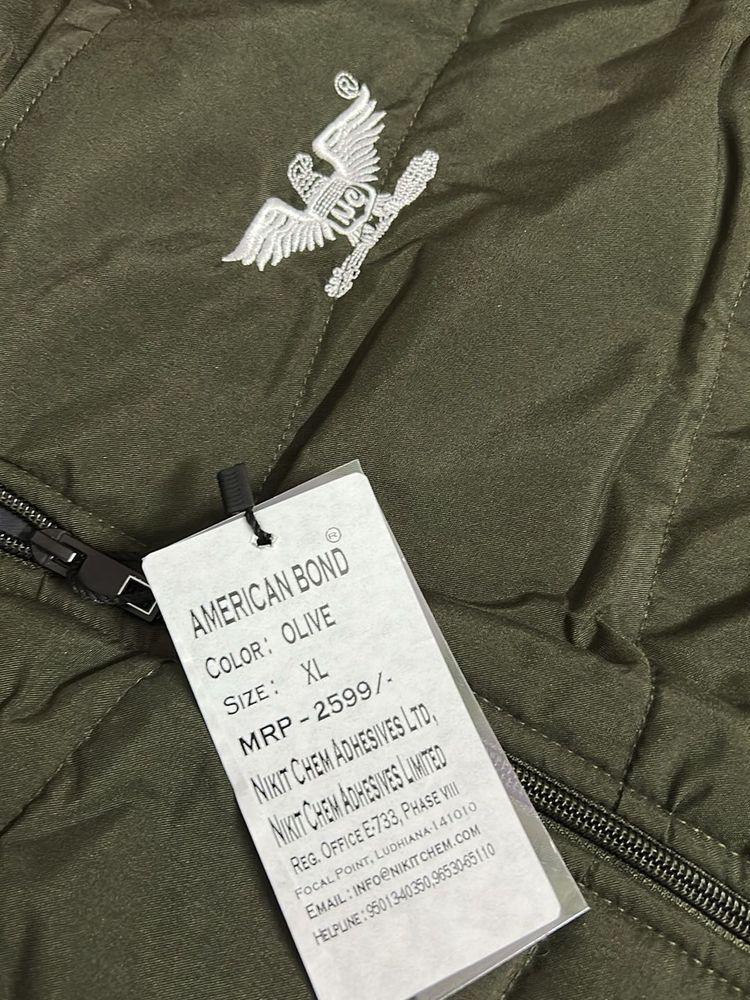 ®
NC
®
AMERICAN BOND
COLOR: OLIVE
SIZE: XL
MRP - 2599/-
NIKIT CHEM ADHESIVES LTD,
NIKIT CHEM ADHESIVES LIMITED
REG. OFFICE E-733, PHASE VIII
FOCAL POINT, LUDHIANA-141010
EMAIL: INFO@NIKITCHEM.COM
HELPLINE: 9501340350,96530-65110